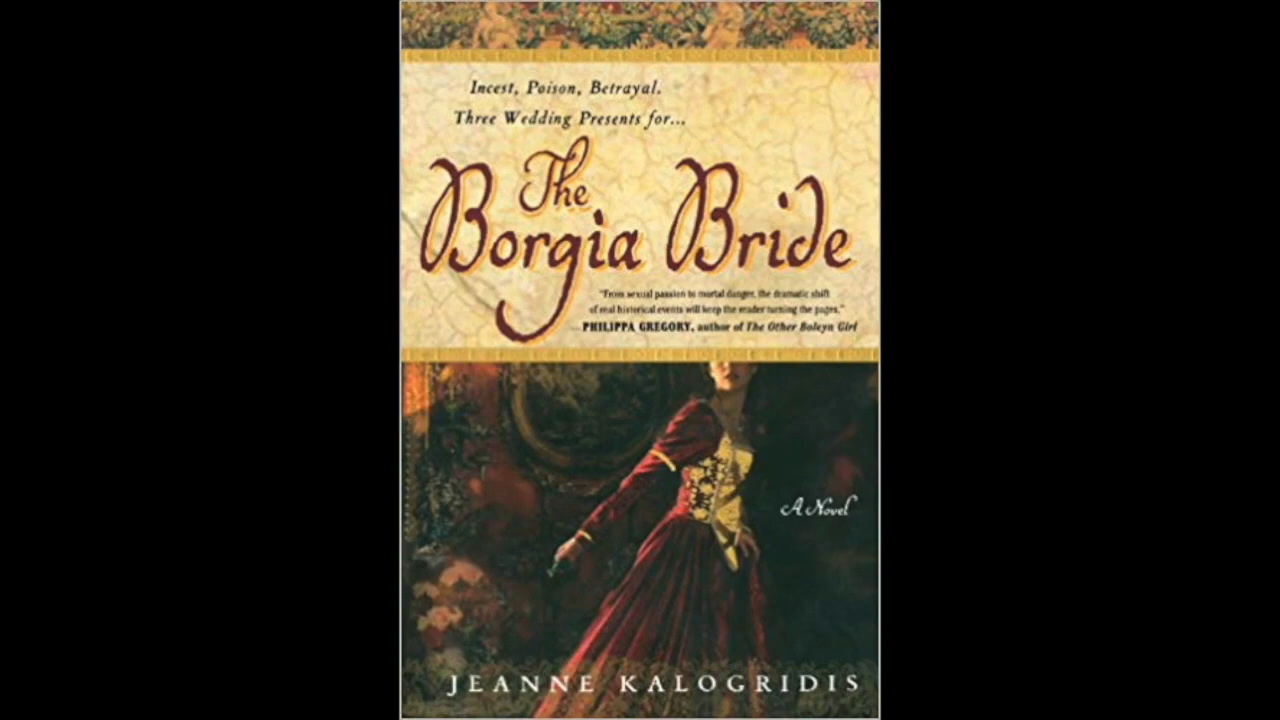 Incest, Poison, Betrayal.
Three Wedding Presents for...
The
Borgia Bride
"From sexual passion to mortal danger, the dramatic shift
of real historical events will keep the reader turning the pages."
—PHILIPPA GREGORY, author of The Other Boleyn Girl
A Novel
JEANNE KALOGRIDIS